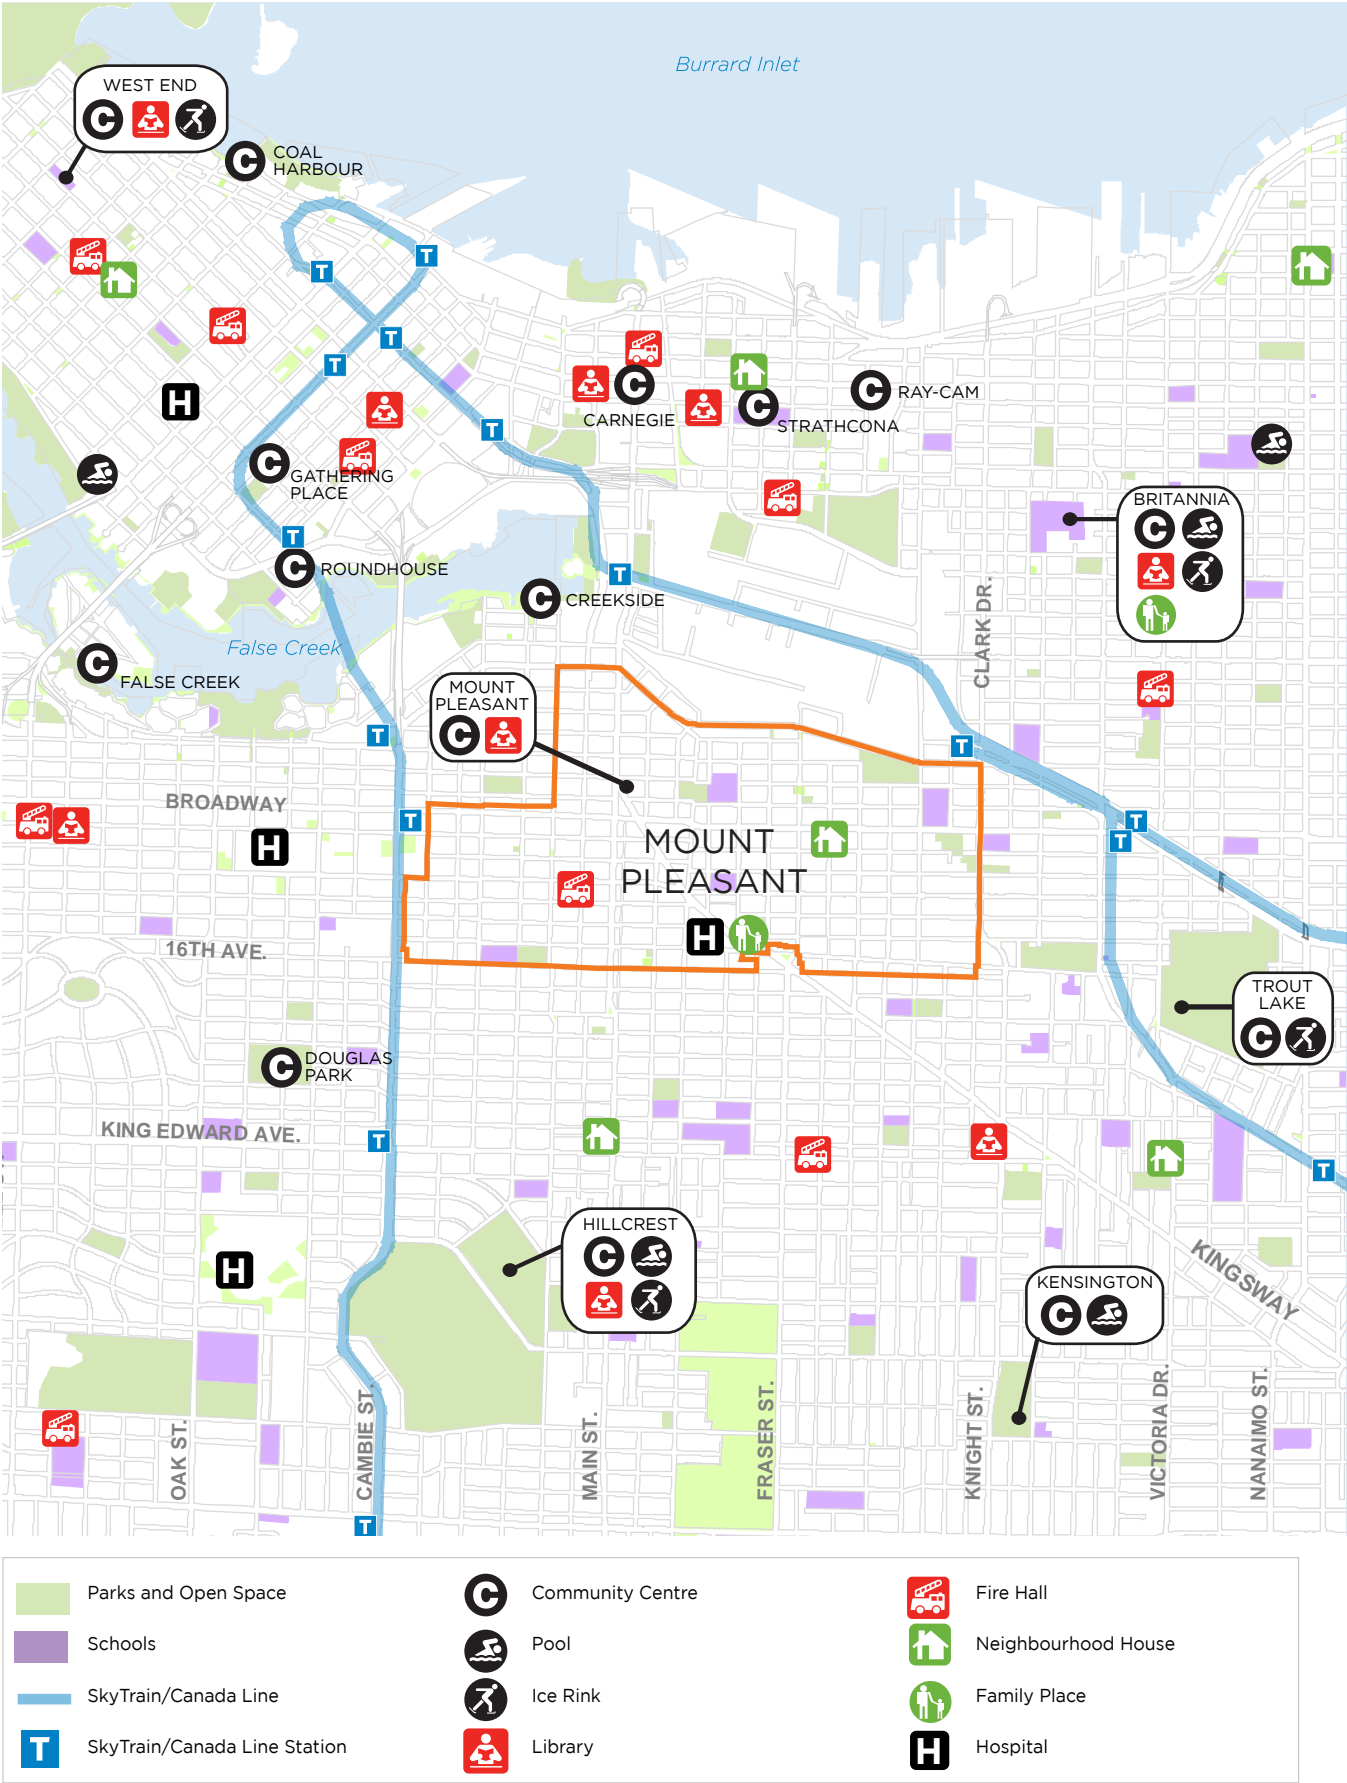 Burrard Inlet
WEST END
C
COAL
HARBOUR
C
T
T
T
T
H
C
CARNEGIE
C
STRATHCONA
C
RAY-CAM
T
C
GATHERING
PLACE
BRITANNIA
C
T
C
ROUNDHOUSE
T
C
CREEKSIDE
CLARK DR.
False Creek
C
FALSE CREEK
MOUNT
PLEASANT
C
T
T
BROADWAY
T
H
MOUNT
PLEASANT
T
T
H
16TH AVE.
TROUT
LAKE
C
C
DOUGLAS
PARK
KING EDWARD AVE.
T
T
HILLCREST
C
H
KINGSWAY
KENSINGTON
C
OAK ST.
CAMBIE ST.
MAIN ST.
FRASER ST.
KNIGHT ST.
VICTORIA DR.
NANAIMO ST.
T
Parks and Open Space
Schools
SkyTrain/Canada Line
T
SkyTrain/Canada Line Station
C
Community Centre
Pool
Ice Rink
Library
Fire Hall
Neighbourhood House
Family Place
H
Hospital